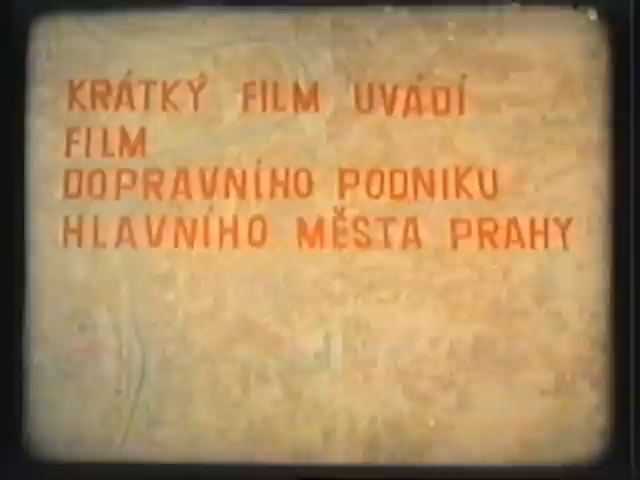 KRÁTKÝ FILM UVÁDÍ
FILM
DOPRAVNÍHO PODNIKU
HLAVNÍHO MĚSTA PRAHY